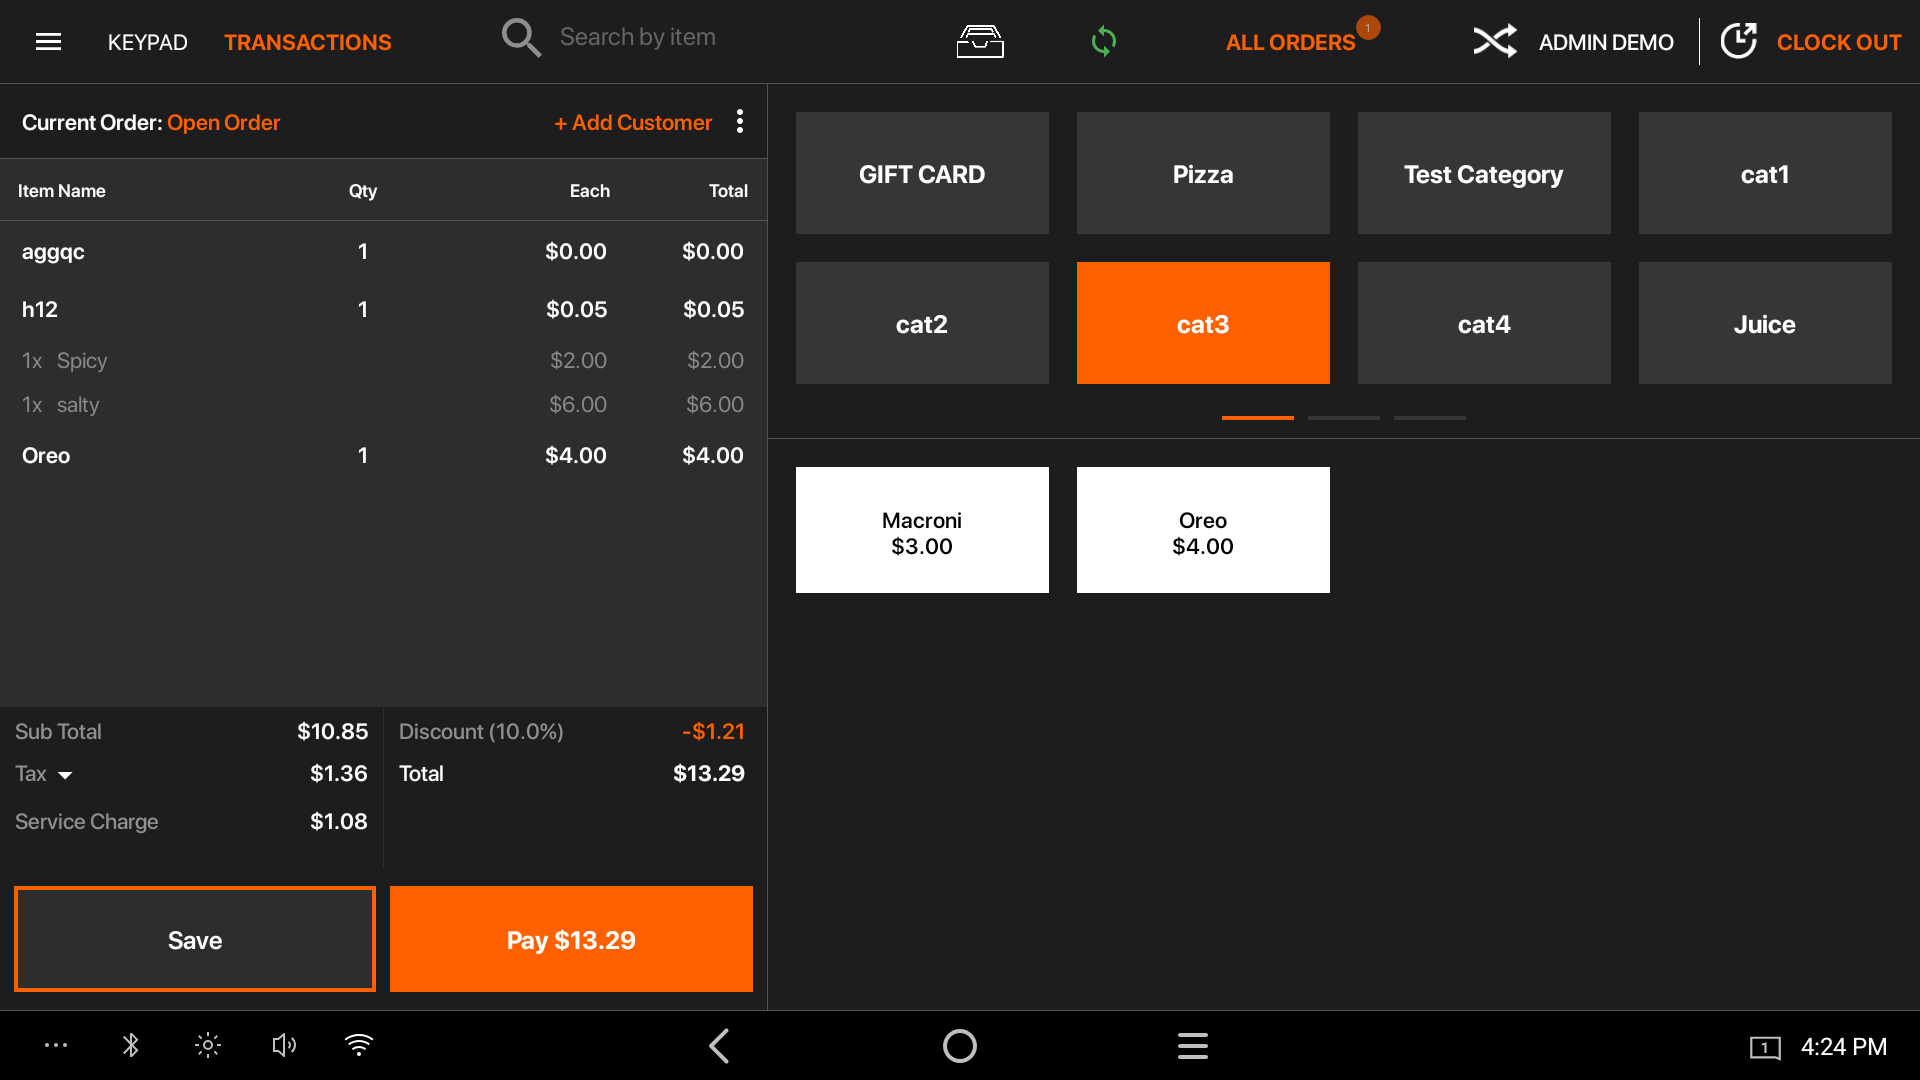 KEYPAD TRANSACTIONS Search by item ALL ORDERS 1 ADMIN DEMO CLOCK OUT
Current Order: Open Order + Add Customer
Item Name Qty Each Total
aggqc 1 $0.00 $0.00
h12 1 $0.05 $0.05
1x Spicy $2.00 $2.00
1x salty $6.00 $6.00
Oreo 1 $4.00 $4.00
Sub Total $10.85
Tax $1.36
Service Charge $1.08
Discount (10.0%) -$1.21
Total $13.29
Save
Pay $13.29
GIFT CARD
Pizza
Test Category
cat1
cat2
cat3
cat4
Juice
Macroni
$3.00
Oreo
$4.00
1 4:24 PM